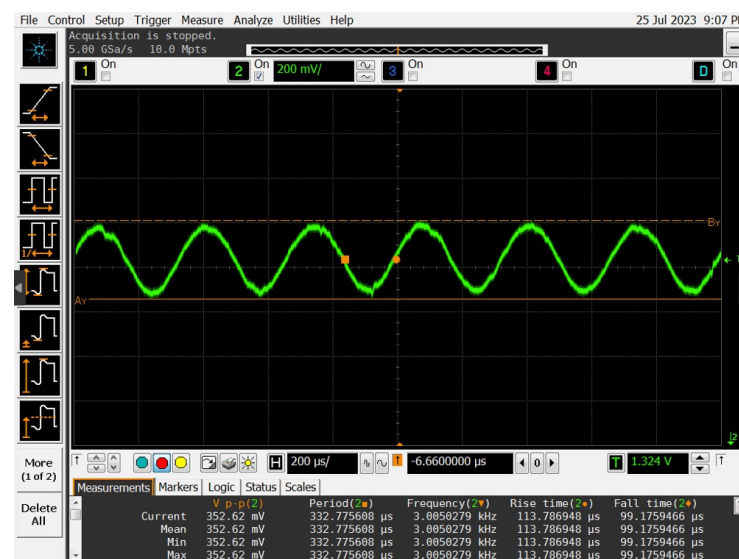 File Control Setup Trigger Measure Analyze Utilities Help 25 Jul 2023 9:07 P
Acquisition is stopped.
5.00 GSa/s 10.0 Mpts
1 On 2 On 200 mV/ 3 On 4 On D On
By
Ay
1/
2
More
(1 of 2)
Delete
All
H 200 µs/ -6.6600000 µs 0 T 1.324 V
Measurements Markers Logic Status Scales
V p-p(2) Period(2) Frequency(2) Rise time(2) Fall time(2)
Current 352.62 mV 332.775608 µs 3.0050279 kHz 113.786948 µs 99.1759466 µs
Mean 352.62 mV 332.775608 µs 3.0050279 kHz 113.786948 µs 99.1759466 µs
Min 352.62 mV 332.775608 µs 3.0050279 kHz 113.786948 µs 99.1759466 µs
Max 352.62 mV 332.775608 µs 3.0050279 kHz 113.786948 µs 99.1759466 µs